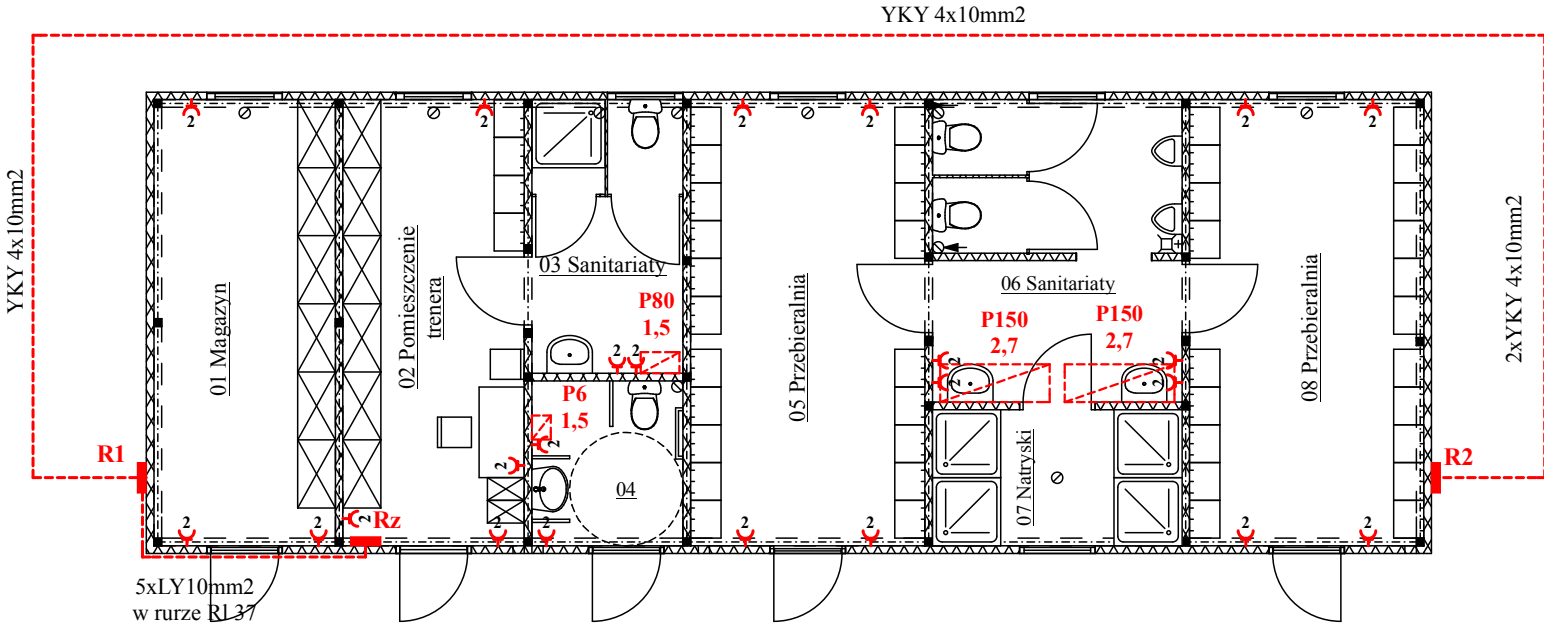 YKY 4x10mm2
2
2
2
2
2
2
YKY 4x10mm2
2xYKY 4x10mm2
01 Magazyn
02 Pomieszczenie
trenera
03 Sanitariaty
P80
1,5
2
2
05 Przebieralnia
06 Sanitariaty
P150
2,7
P150
2,7
2
2
2
2
08 Przebieralnia
P6
1,5
2
2
04
07 Natryski
R1
R2
2
Rz
2
2
2
2
2
2
2
2
5xLY10mm2
w rurze RL37